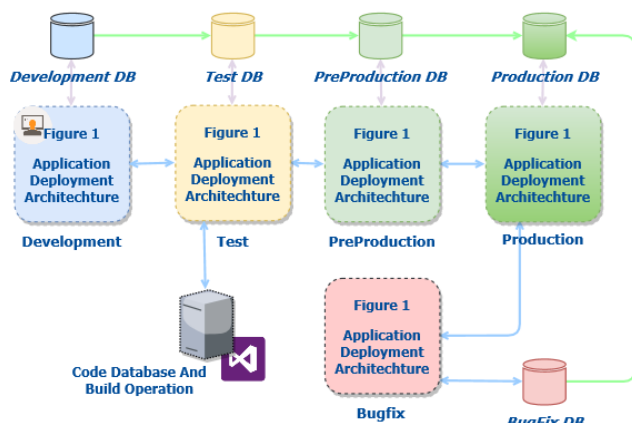 Development DB
Test DB
PreProduction DB
Production DB
Figure 1
Application
Deployment
Architechture
Development
Figure 1
Application
Deployment
Architechture
Test
Figure 1
Application
Deployment
Architechture
PreProduction
Figure 1
Application
Deployment
Architechture
Production
Code Database And
Build Operation
Figure 1
Application
Deployment
Architechture
Bugfix
BugFix DB